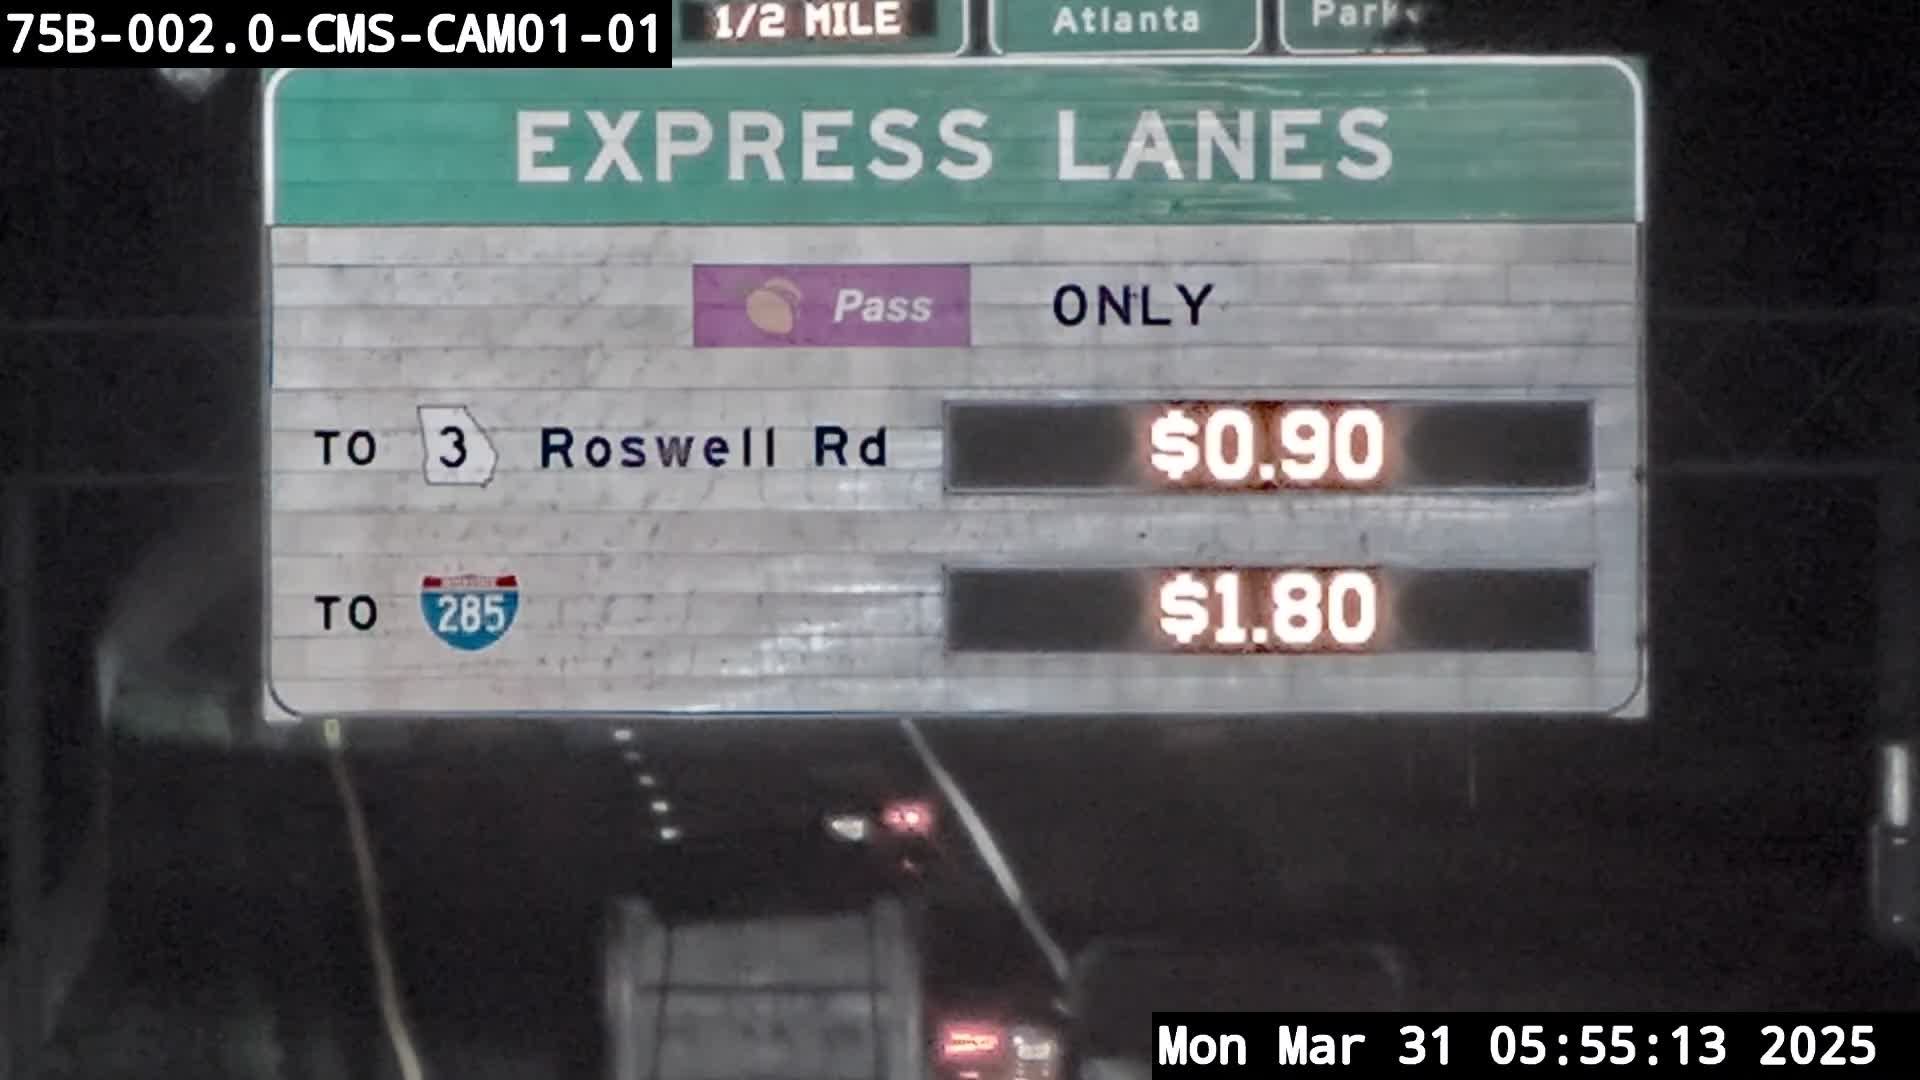 75B-002.0-CMS-CAM01-01
1/2 MILE
Atlanta
EXPRESS LANES
Pass ONLY
TO 3 Roswell Rd $0.90
TO 285 $1.80
Mon Mar 31 05:55:13 2025